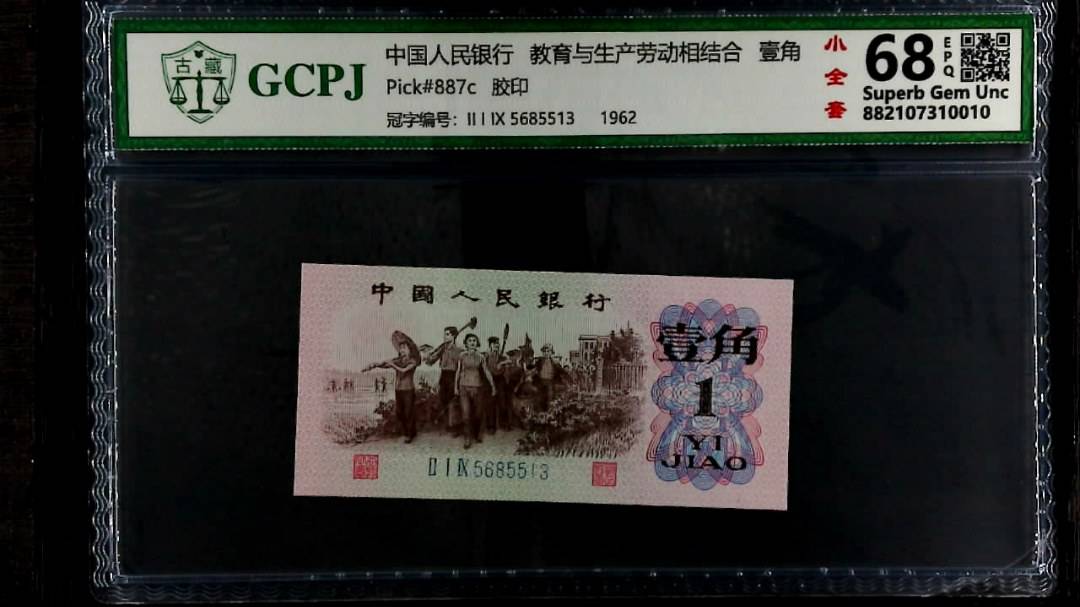 古藏
GCPJ
中国人民银行 教育与生产劳动相结合 壹角
Pick#887c 胶印
冠字编号: II I IX 5685513 1962
小全套
68
EPQ
Superb Gem Unc
882107310010
中國人民銀行
壹角
1
YI
JIAO
II I IX 5685513